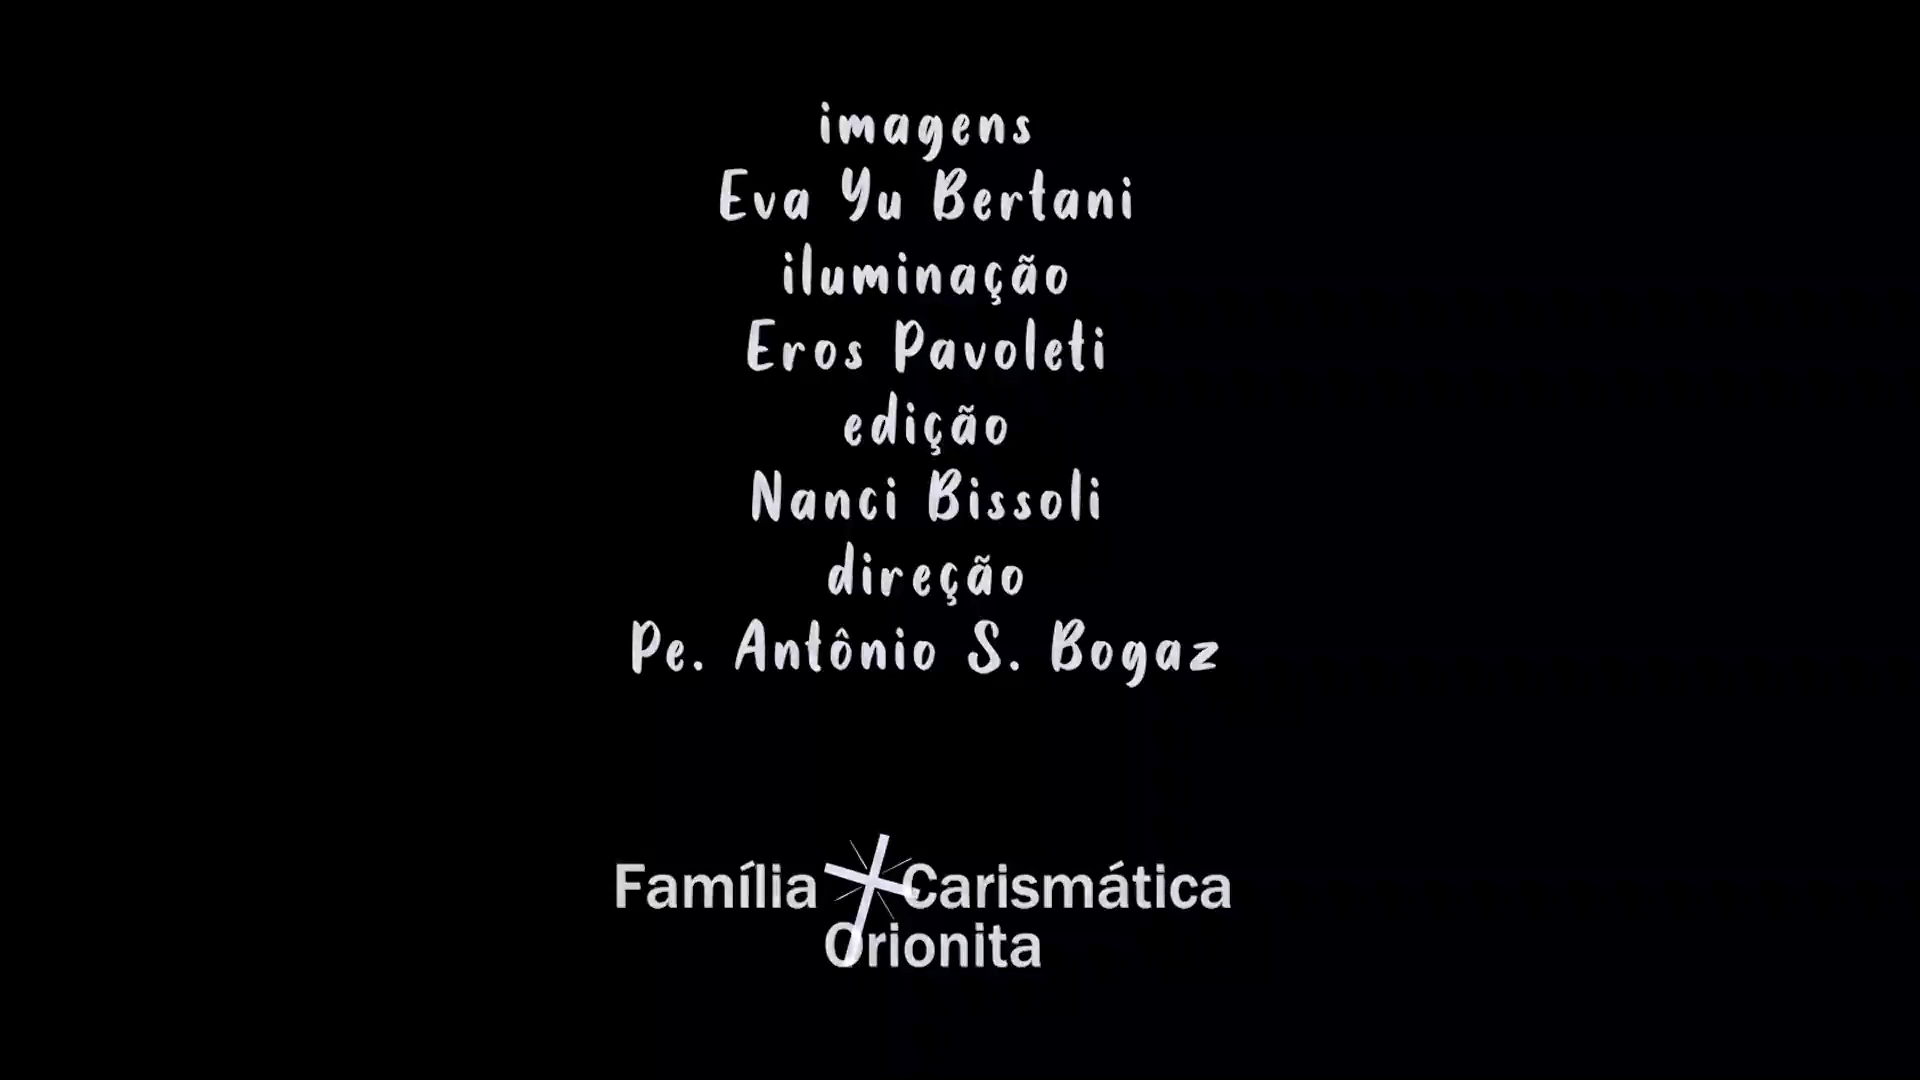 imagens
Eva Yu Bertani
iluminação
Eros Pavoleti
edição
Nanci Bissoli
direção
Pe. Antônio S. Bogaz
Família Carismática
Orionita